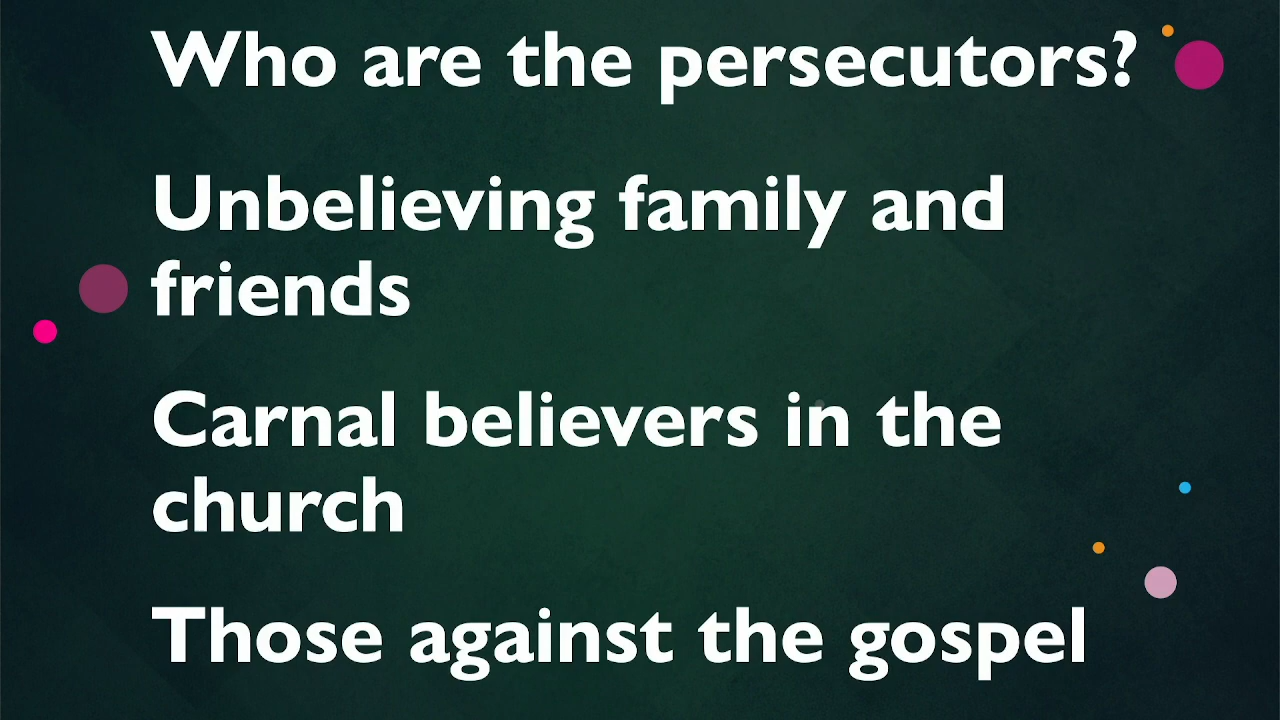 Who are the persecutors?
Unbelieving family and
friends
Carnal believers in the
church
Those against the gospel